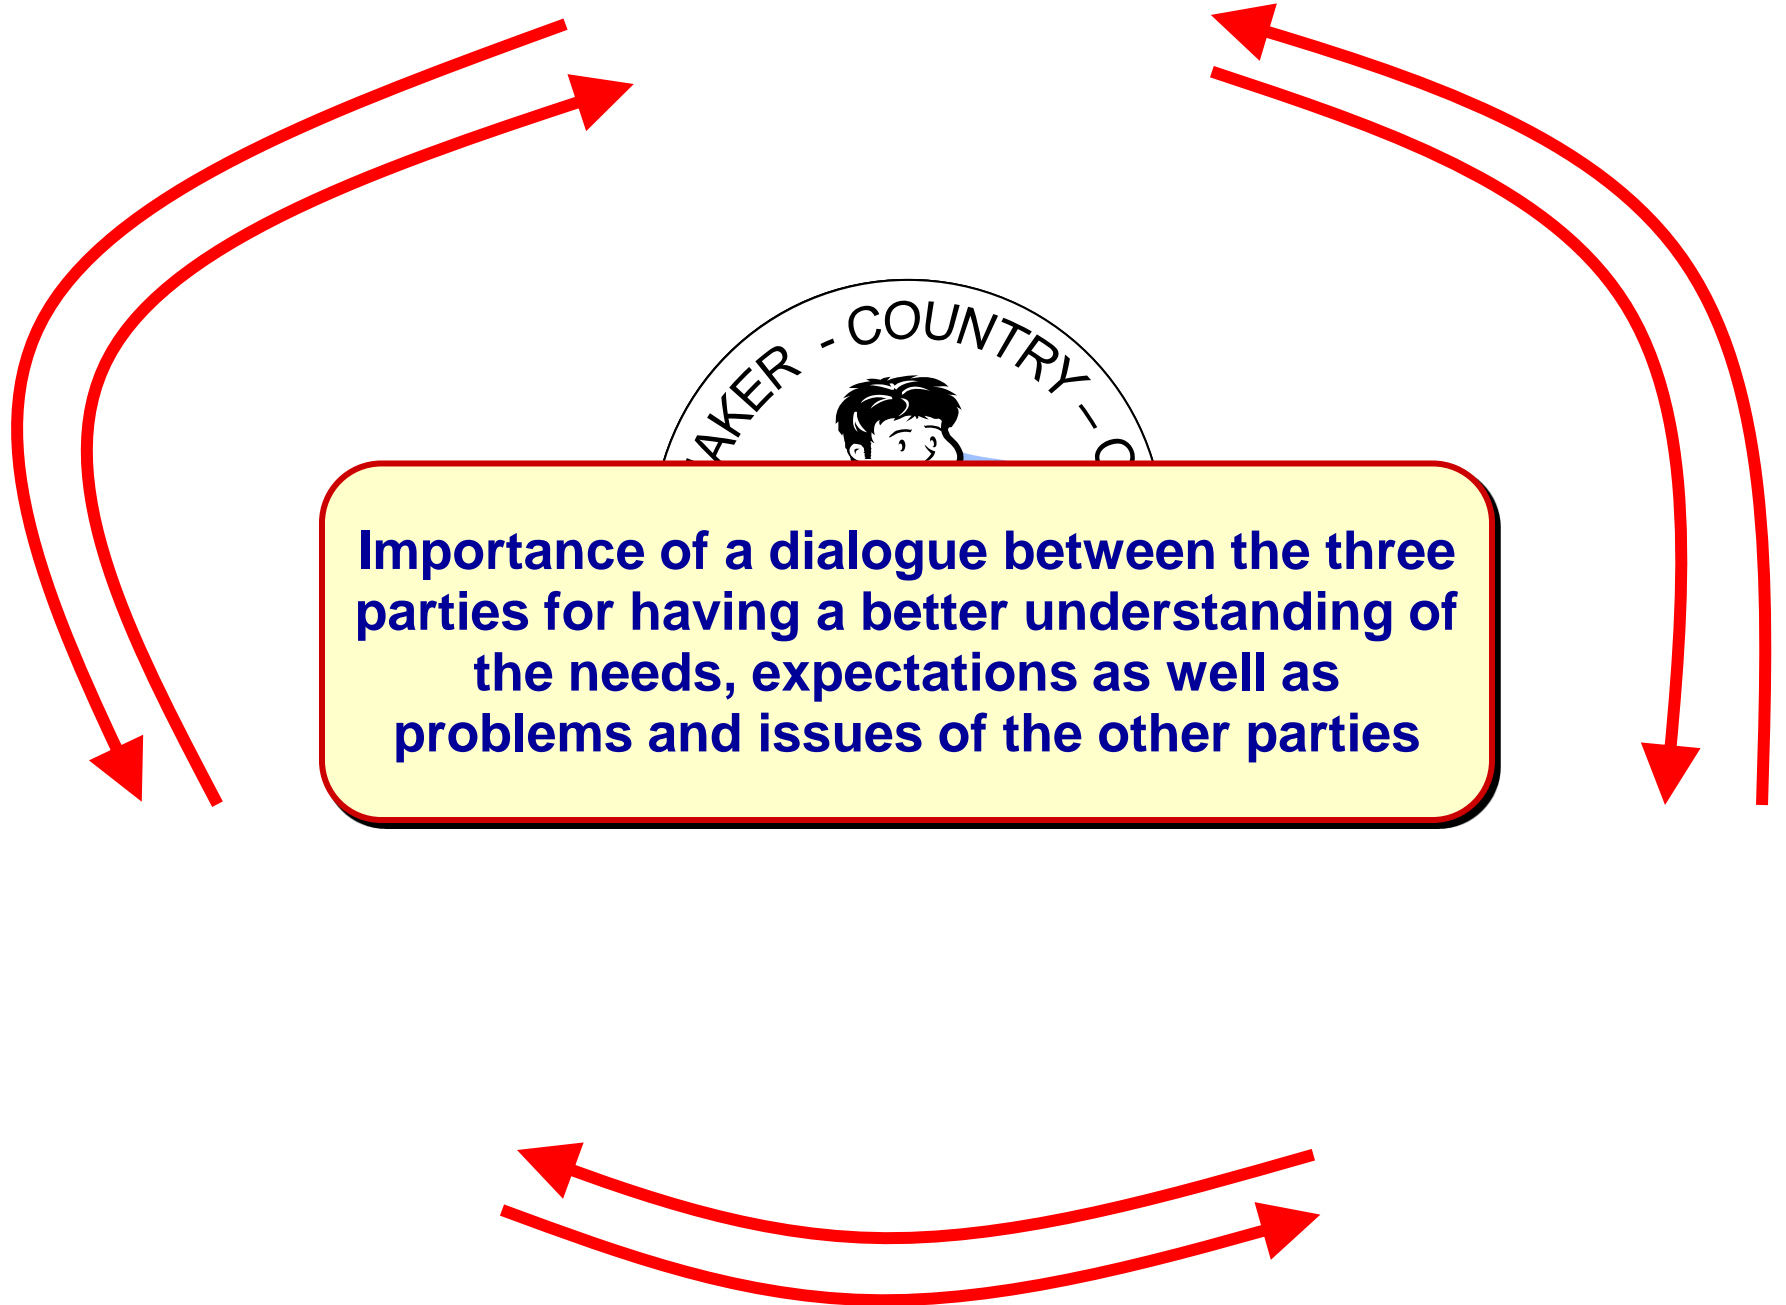 AKER - COUNTRY –
Importance of a dialogue between the three
parties for having a better understanding of
the needs, expectations as well as
problems and issues of the other parties